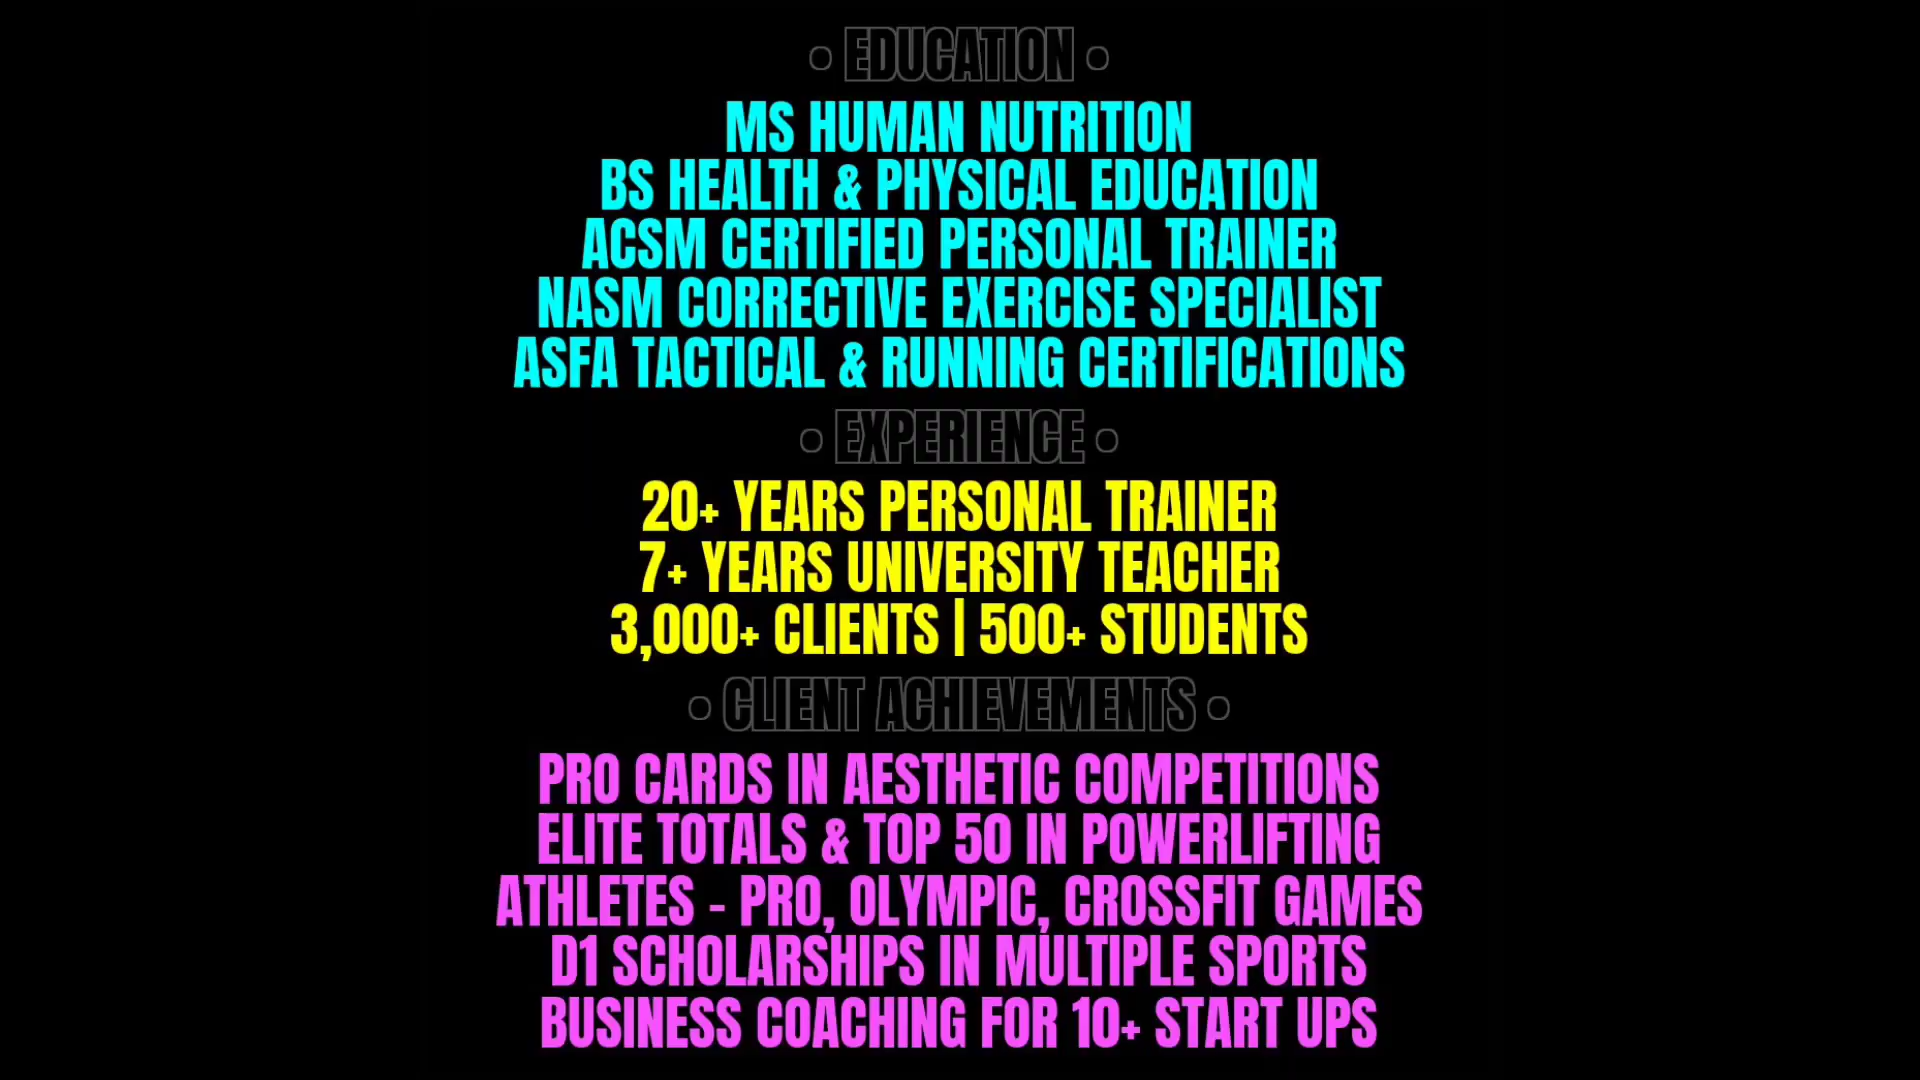 • EDUCATION •
MS HUMAN NUTRITION
BS HEALTH & PHYSICAL EDUCATION
ACSM CERTIFIED PERSONAL TRAINER
NASM CORRECTIVE EXERCISE SPECIALIST
ASFA TACTICAL & RUNNING CERTIFICATIONS
• EXPERIENCE •
20+ YEARS PERSONAL TRAINER
7+ YEARS UNIVERSITY TEACHER
3,000+ CLIENTS | 500+ STUDENTS
• CLIENT ACHIEVEMENTS •
PRO CARDS IN AESTHETIC COMPETITIONS
ELITE TOTALS & TOP 50 IN POWERLIFTING
ATHLETES - PRO, OLYMPIC, CROSSFIT GAMES
D1 SCHOLARSHIPS IN MULTIPLE SPORTS
BUSINESS COACHING FOR 10+ START UPS